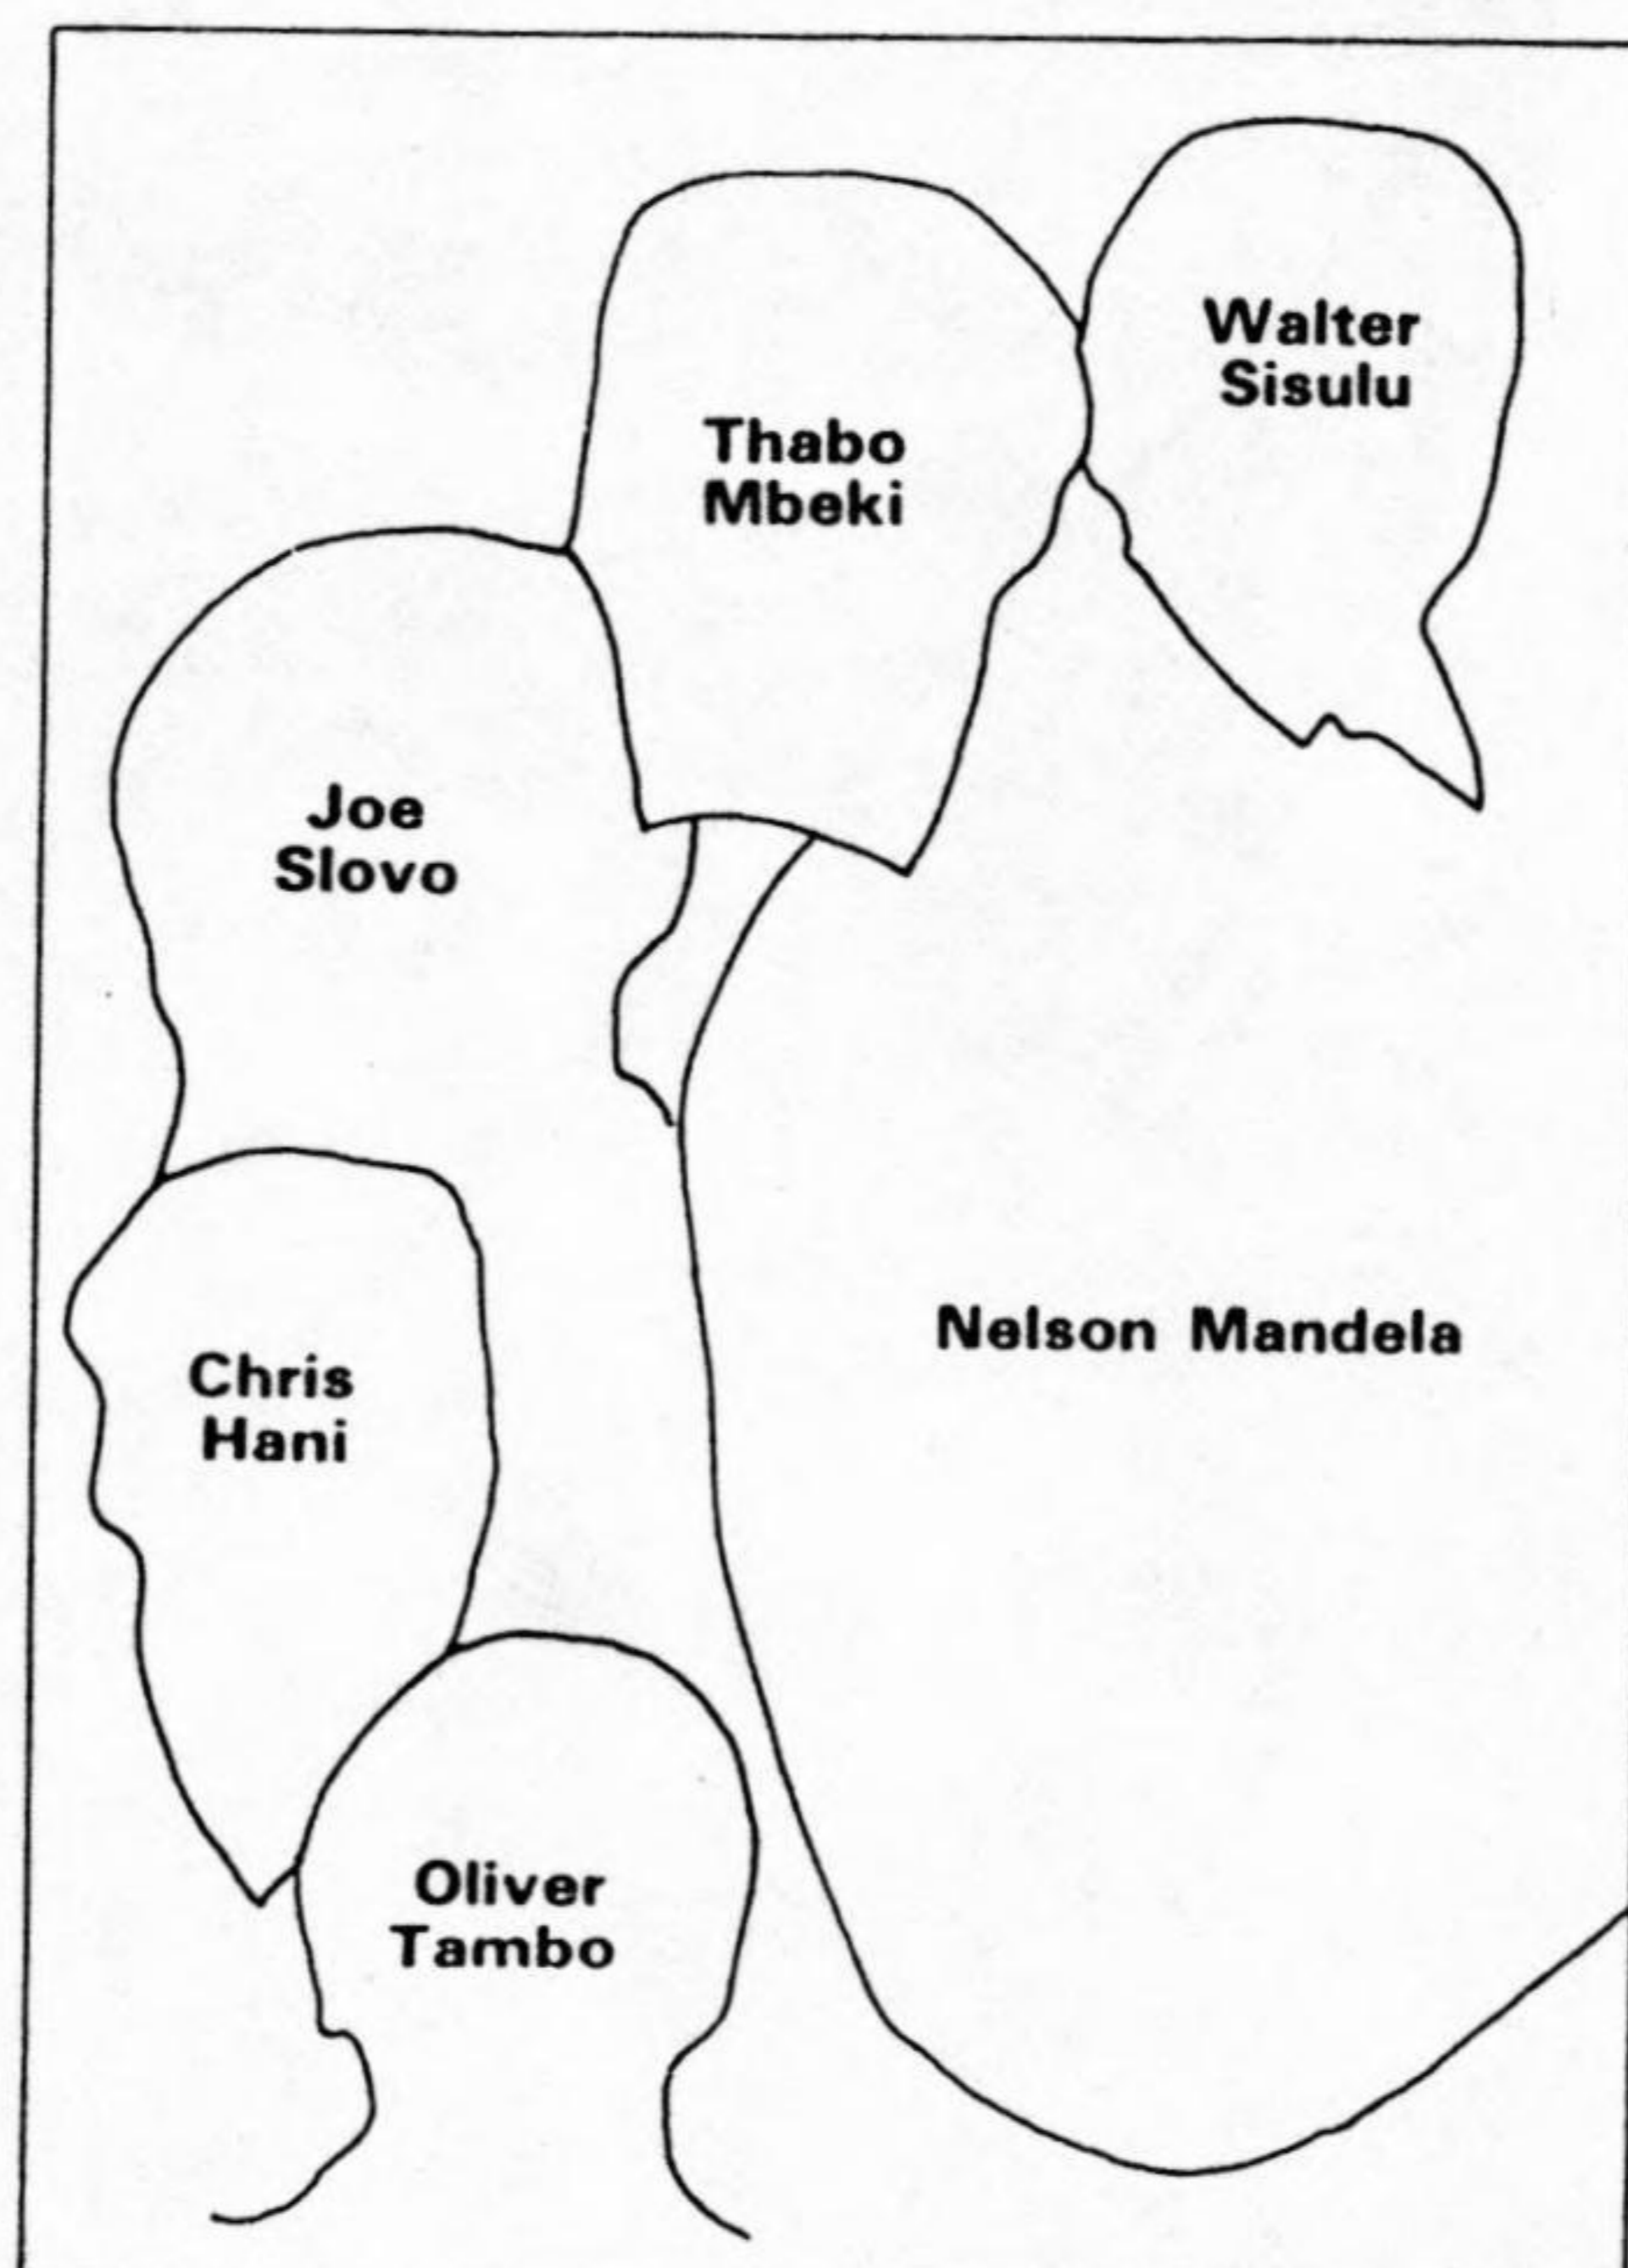 Walter
Sisulu
Thabo
Mbeki
Joe
Slovo
Nelson Mandela
Chris
Hani
Oliver
Tambo